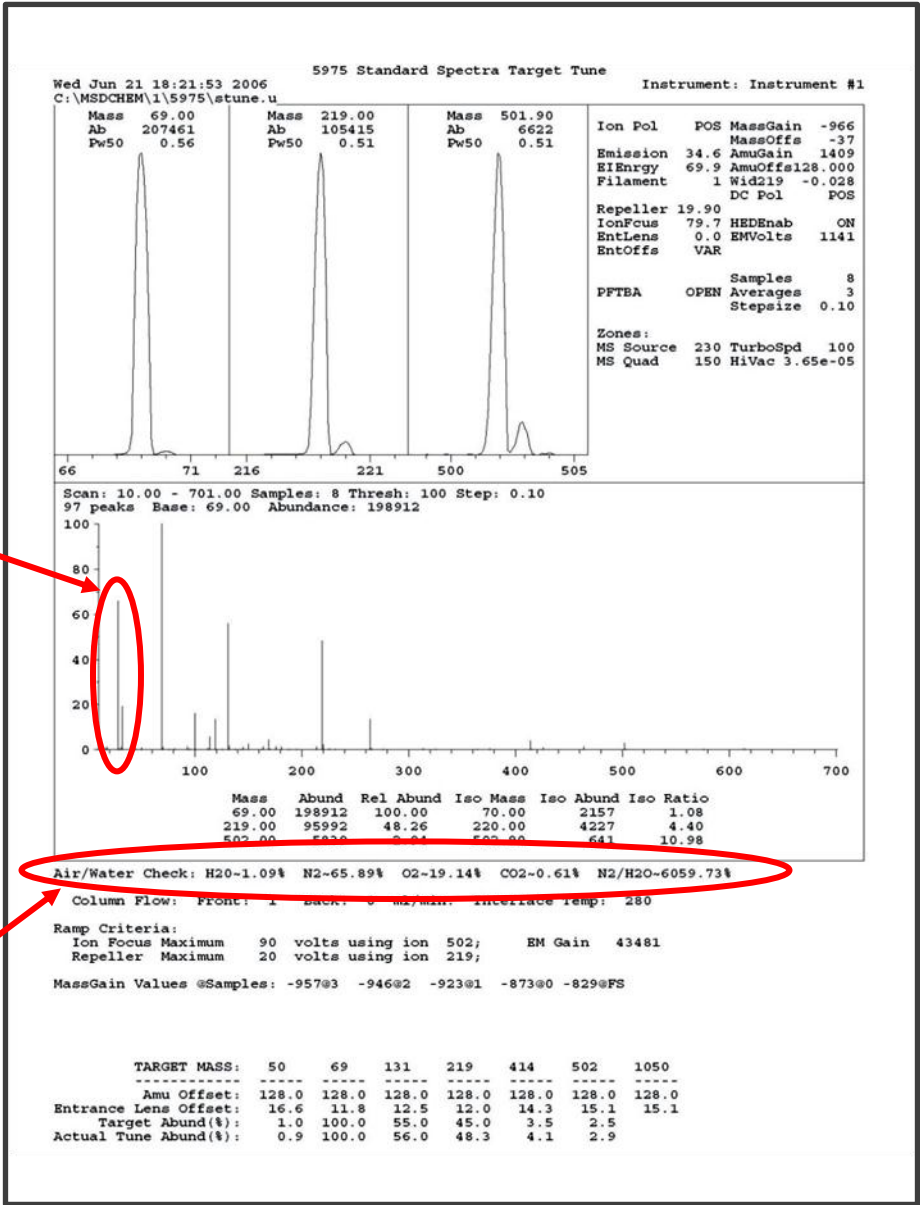 5975 Standard Spectra Target Tune
Wed Jun 21 18:21:53 2006 Instrument: Instrument #1
C:\MSDCHEM\1\5975\stune.u
Mass 69.00 Mass 219.00 Mass 501.90
Ab 207461 Ab 105415 Ab 6622
Pw50 0.56 Pw50 0.51 Pw50 0.51
Ion Pol POS MassGain -966
MassOffs -37
Emission 34.6 AmuGain 1409
EIEnrgy 69.9 AmuOffs128.000
Filament 1 Wid219 -0.028
DC Pol POS
Repeller 19.90
IonFcus 79.7 HEDEnab ON
EntLens 0.0 EMVolts 1141
EntOffs VAR
Samples 8
PFTBA OPEN Averages 3
Stepsize 0.10
Zones:
MS Source 230 TurboSpd 100
MS Quad 150 HiVac 3.65e-05
66 71 216 221 500 505
Scan: 10.00 - 701.00 Samples: 8 Thresh: 100 Step: 0.10
97 peaks Base: 69.00 Abundance: 198912
100
80
60
40
20
0
100 200 300 400 500 600 700
Mass Abund Rel Abund Iso Mass Iso Abund Iso Ratio
69.00 198912 100.00 70.00 2157 1.08
219.00 95992 48.26 220.00 4227 4.40
502.00 641 10.98
Air/Water Check: H20~1.09% N2~65.89% O2~19.14% CO2~0.61% N2/H2O~6059.73%
Column Flow: Front: 1 Back: 0 ml/min. Interface Temp: 280
Ramp Criteria:
Ion Focus Maximum 90 volts using ion 502; EM Gain 43481
Repeller Maximum 20 volts using ion 219;
MassGain Values @Samples: -957@3 -946@2 -923@1 -873@0 -829@FS
TARGET MASS: 50 69 131 219 414 502 1050
------------ ----- ----- ----- ----- ----- ----- -----
Amu Offset: 128.0 128.0 128.0 128.0 128.0 128.0 128.0
Entrance Lens Offset: 16.6 11.8 12.5 12.0 14.3 15.1 15.1
Target Abund(%): 1.0 100.0 55.0 45.0 3.5 2.5
Actual Tune Abund(%): 0.9 100.0 56.0 48.3 4.1 2.9